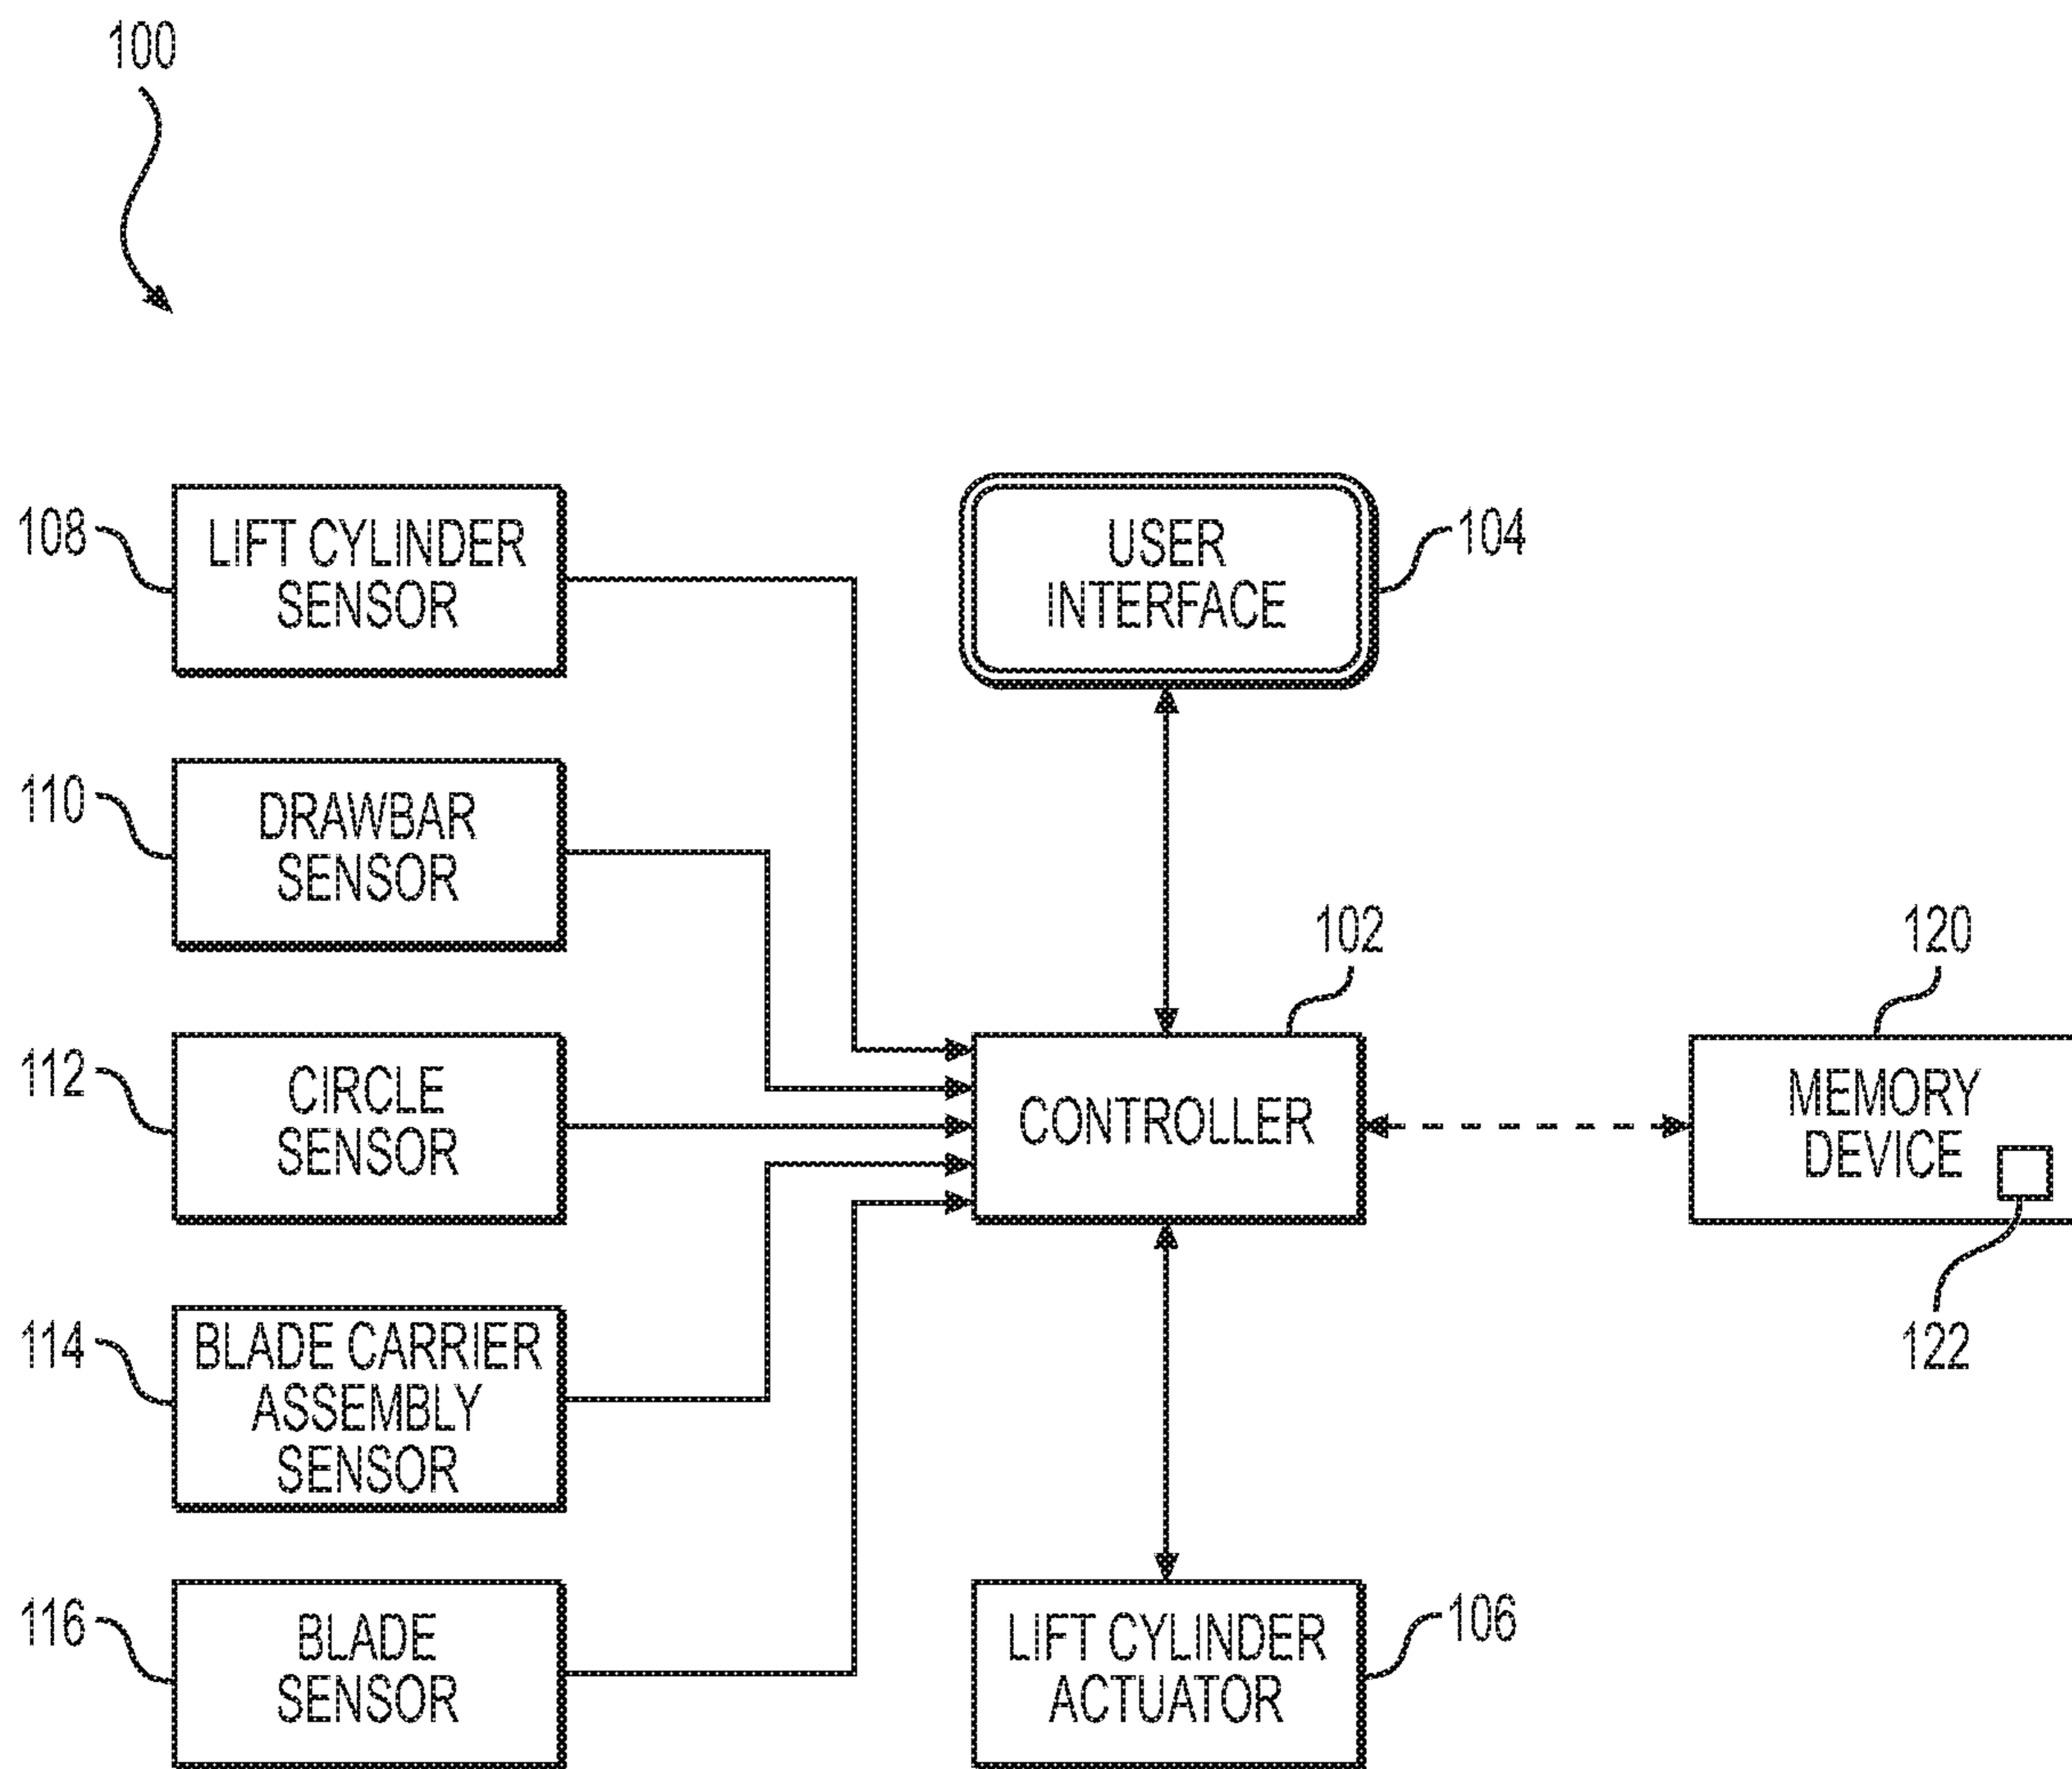 100
108
LIFT CYLINDER
SENSOR
USER
INTERFACE
104
110
DRAWBAR
SENSOR
102
120
112
CIRCLE
SENSOR
CONTROLLER
MEMORY
DEVICE
122
114
BLADE CARRIER
ASSEMBLY
SENSOR
116
BLADE
SENSOR
LIFT CYLINDER
ACTUATOR
106